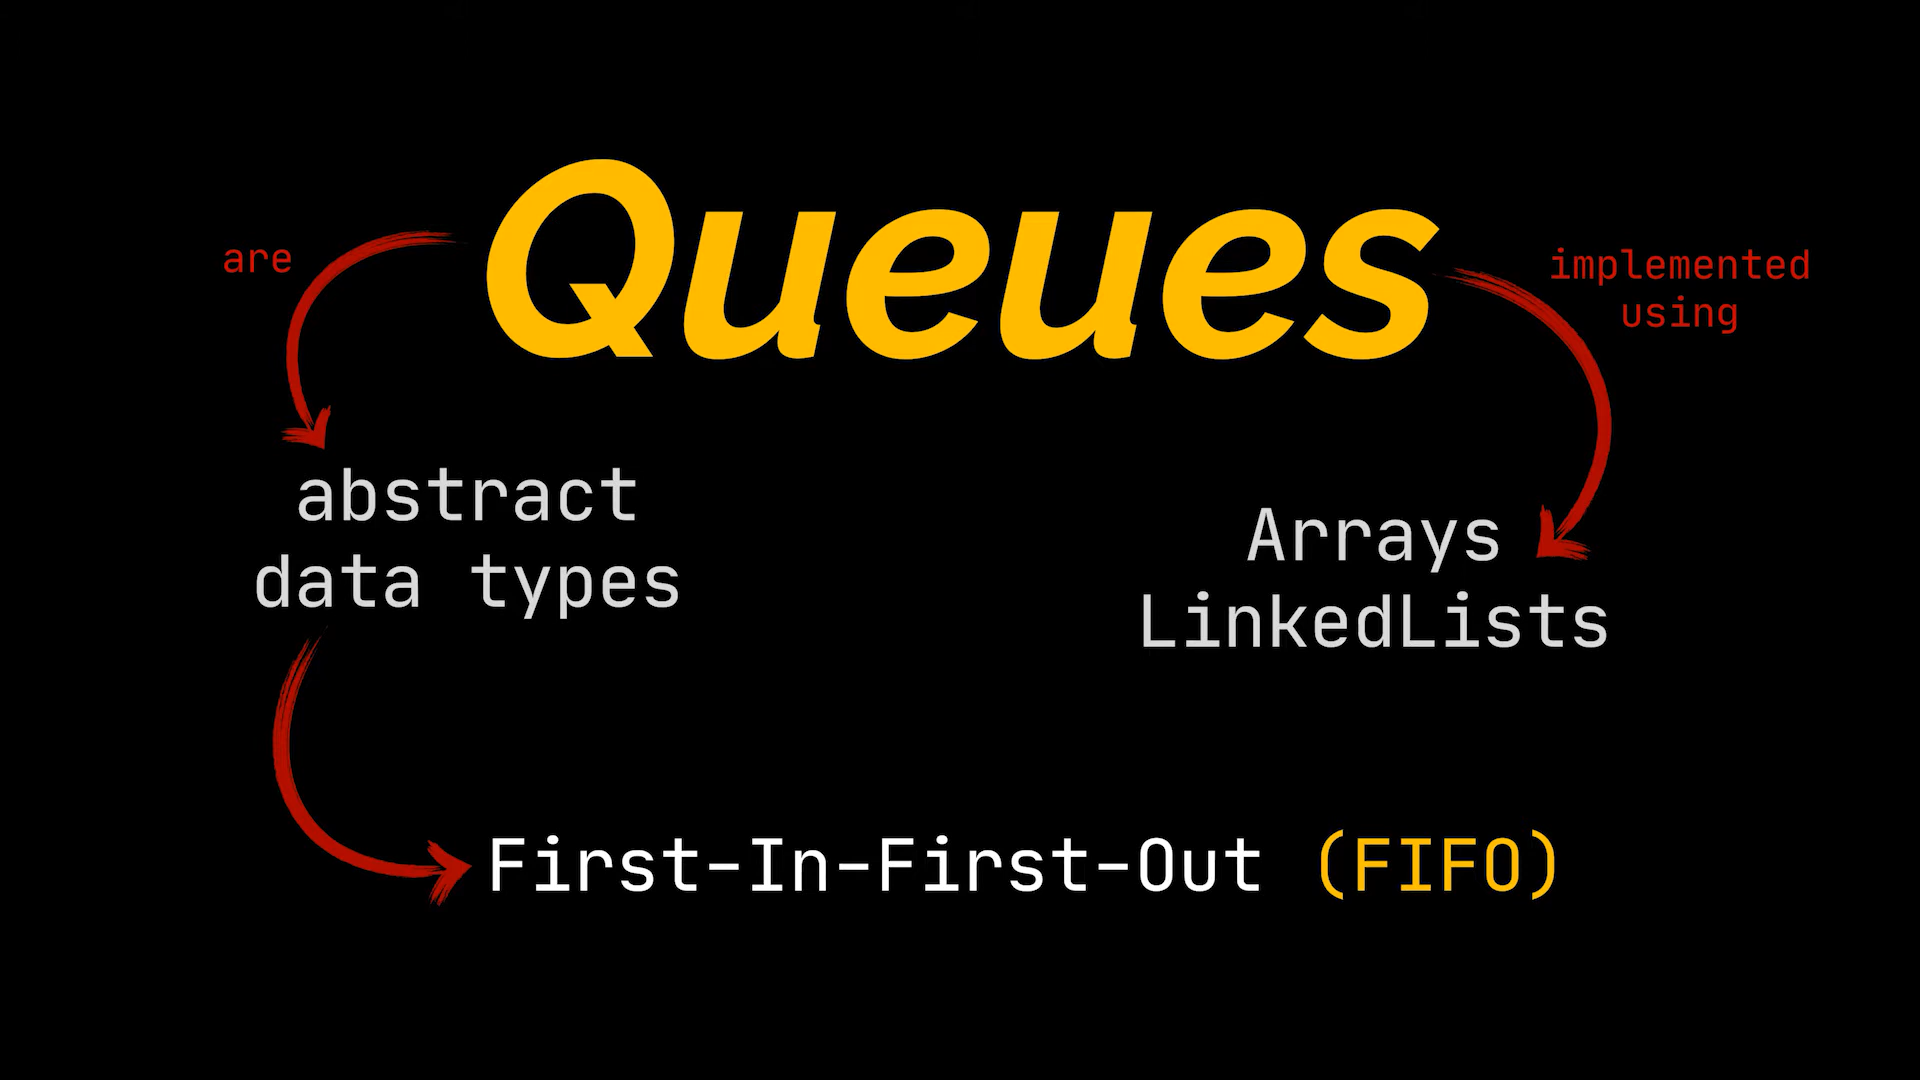 Queues
are
implemented
using
abstract
data types
Arrays
LinkedLists
First-In-First-Out (FIFO)